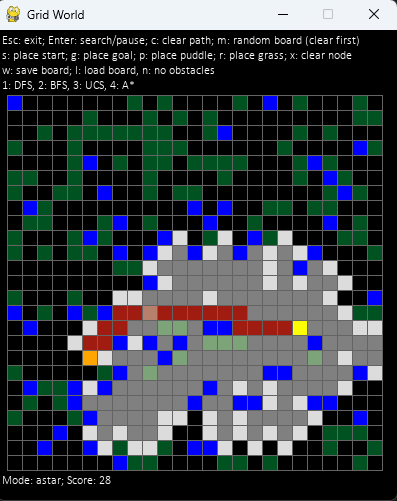 Grid World
Esc: exit; Enter: search/pause; c: clear path; m: random board (clear first)
s: place start; g: place goal; p: place puddle; r: place grass; x: clear node
w: save board; l: load board, n: no obstacles
1: DFS, 2: BFS, 3: UCS, 4: A*
Mode: astar; Score: 28